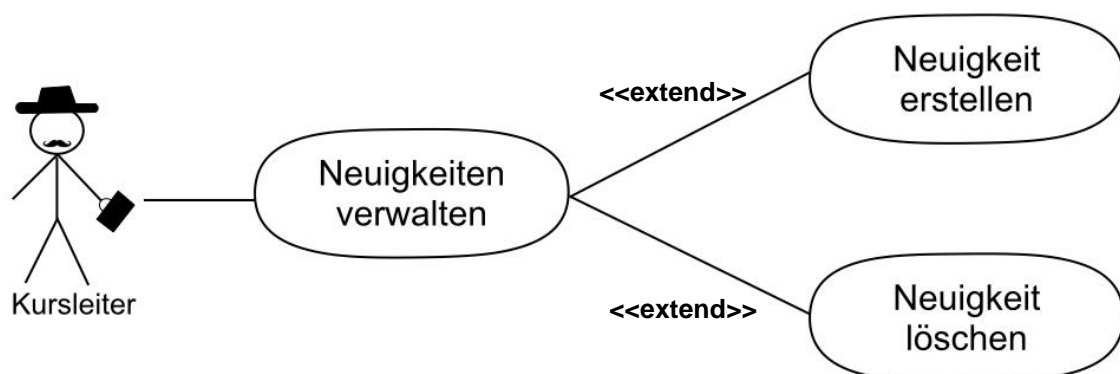 Neuigkeit
erstellen
<<extend>>
Neuigkeiten
verwalten
Kursleiter
<<extend>>
Neuigkeit
löschen